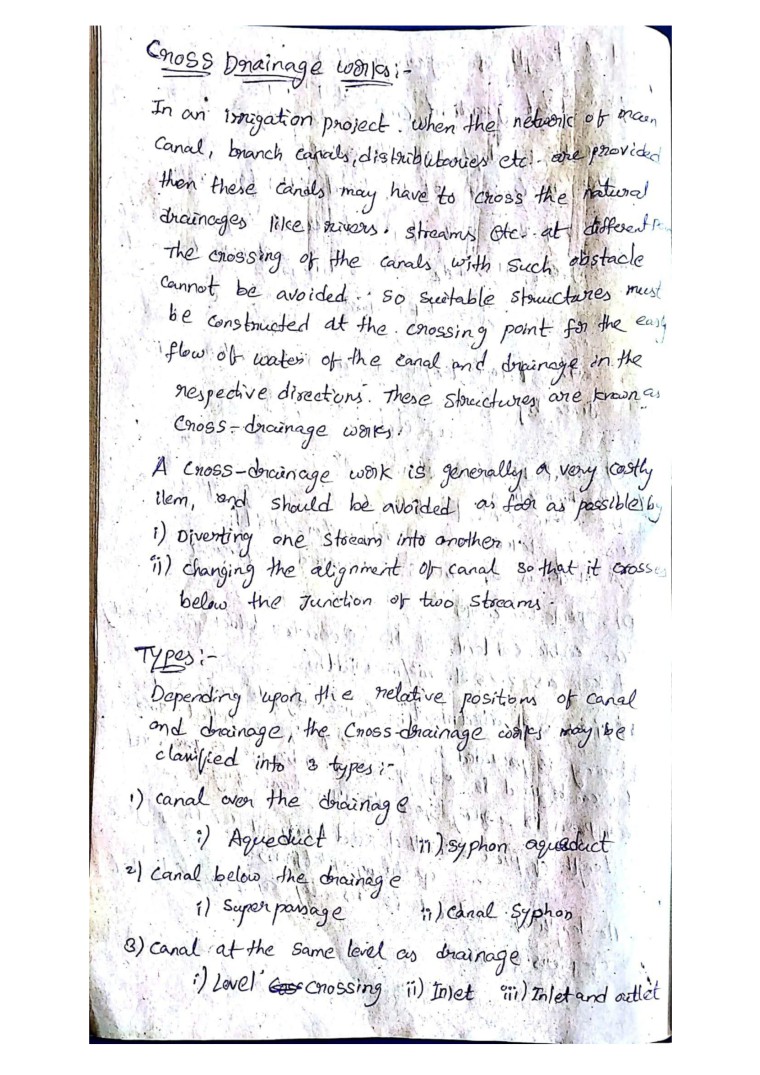 Cross Drainage works:-
In an irrigation project. when the network of main
Canal, branch canals, distributaries etc. are provided
then these canals may have to cross the natural
drainages like rivers, streams etc. at different
The crossing of the canals with such obstacle
cannot be avoided. So suitable structures must
be constructed at the crossing point for the easy
flow of water of the canal and drainage in the
respective directions. These structures are known as
Cross-drainage works.
A cross-drainage work is generally a very costly
item, and should be avoided as far as possible by
i) Diverting one stream into another
ii) changing the alignment of canal so that it crosses
below the Junction of two streams.
Types:-
Depending upon the relative positions of canal
and drainage, the Cross-drainage works may be
classified into 3 types:-
1) canal over the drainage
i) Aqueduct ii) syphon aqueduct
2) Canal below the drainage
i) Super passage ii) Canal Syphon
3) Canal at the same level as drainage.
i) Level crossing ii) Inlet iii) Inlet and outlet